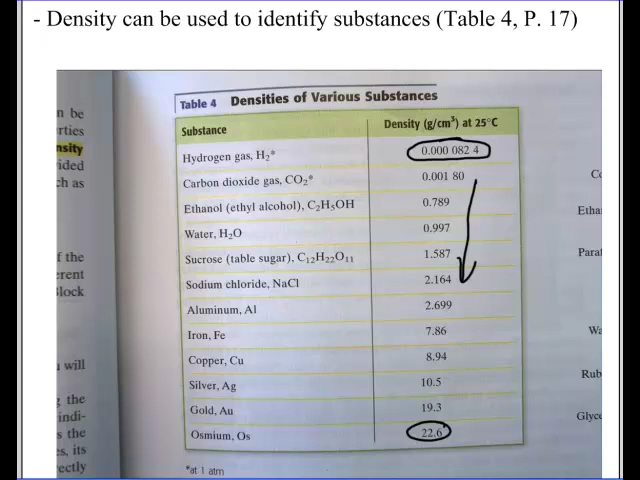 - Density can be used to identify substances (Table 4, P. 17)
Table 4 Densities of Various Substances
Substance Density (g/cm³) at 25°C
Hydrogen gas, H₂* 0.000 082 4
Carbon dioxide gas, CO₂* 0.001 80
Ethanol (ethyl alcohol), C₂H₅OH 0.789
Water, H₂O 0.997
Sucrose (table sugar), C₁₂H₂₂O₁₁ 1.587
Sodium chloride, NaCl 2.164
Aluminum, Al 2.699
Iron, Fe 7.86
Copper, Cu 8.94
Silver, Ag 10.5
Gold, Au 19.3
Osmium, Os 22.6
*at 1 atm
n be
rties
nsity
ided
ch as
f the
erent
lock
will
g the
indi-
s the
es, its
ectly
Etha
Paraf
Wa
Rub
Glyce